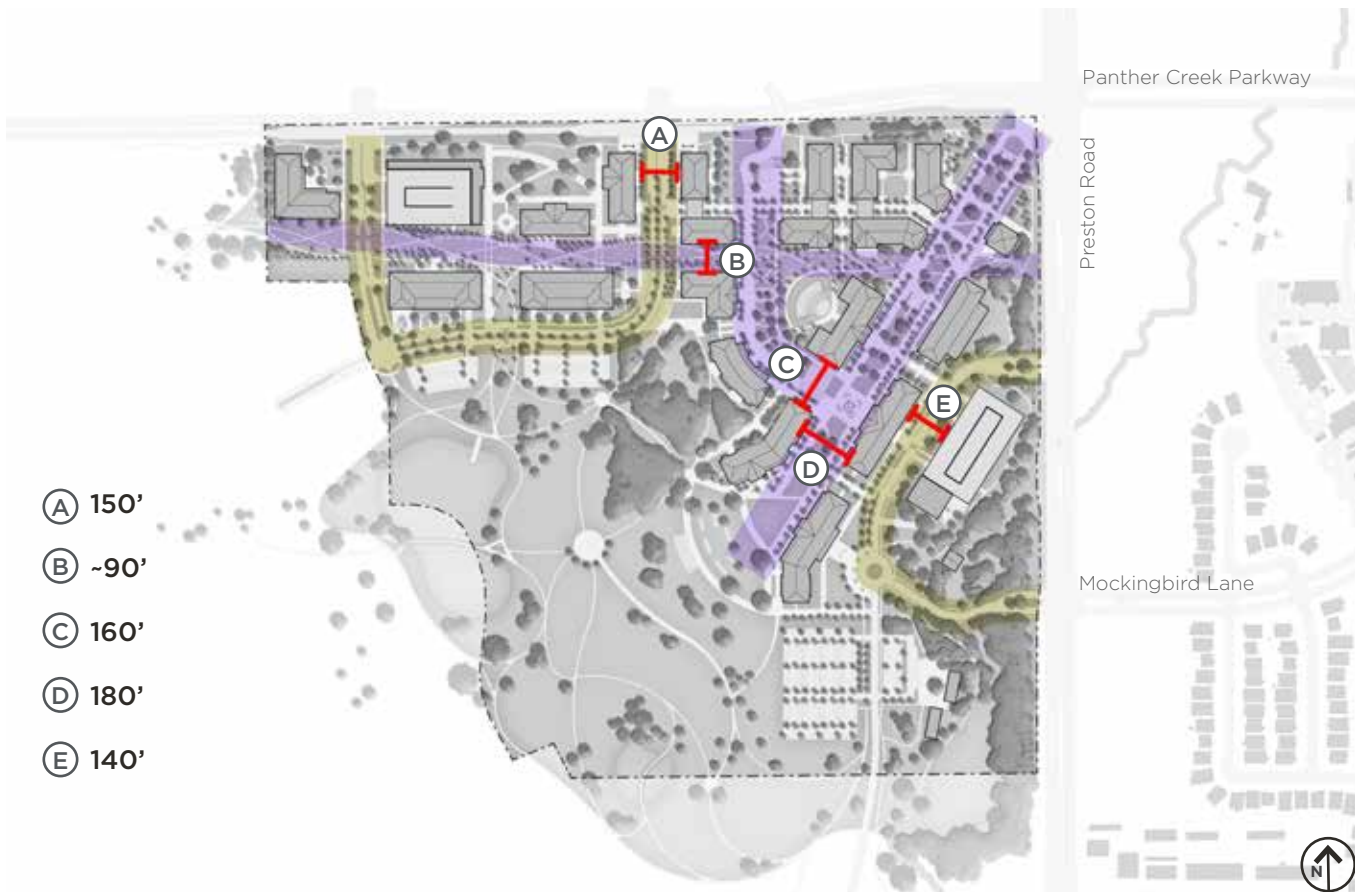 Panther Creek Parkway
Preston Road
A
B
C
D
E
Mockingbird Lane
A 150’
B ~90’
C 160’
D 180’
E 140’
N